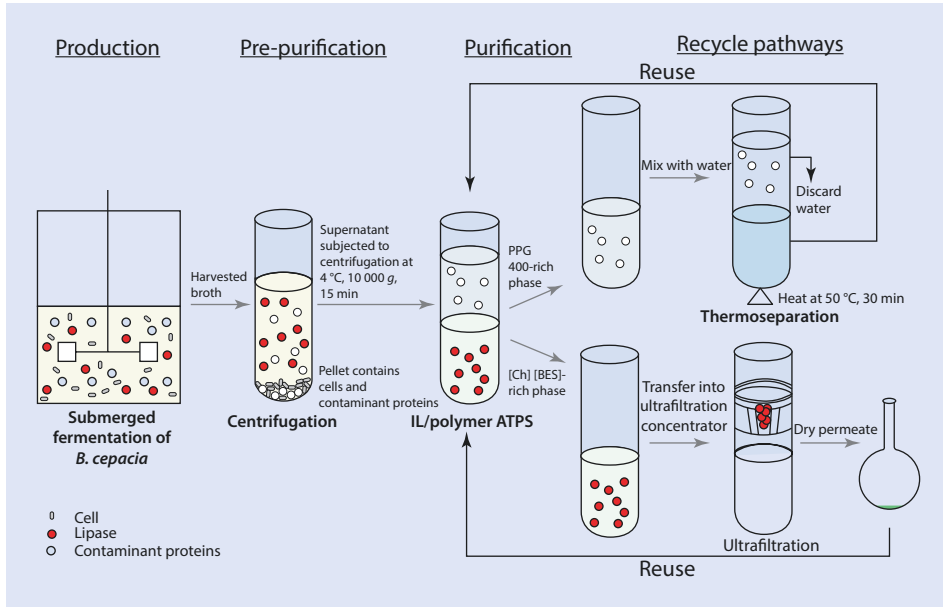 Production
Pre-purification
Purification
Recycle pathways
Reuse
Mix with water
Discard
water
Supernatant
subjected to
centrifugation at
4 °C, 10 000 g,
15 min
Harvested
broth
PPG
400-rich
phase
Heat at 50 °C, 30 min
Thermoseparation
Pellet contains
cells and
contaminant proteins
[Ch] [BES]-
rich phase
Transfer into
ultrafiltration
concentrator
Dry permeate
Submerged
fermentation of
B. cepacia
Centrifugation
IL/polymer ATPS
Cell
Lipase
Contaminant proteins
Ultrafiltration
Reuse